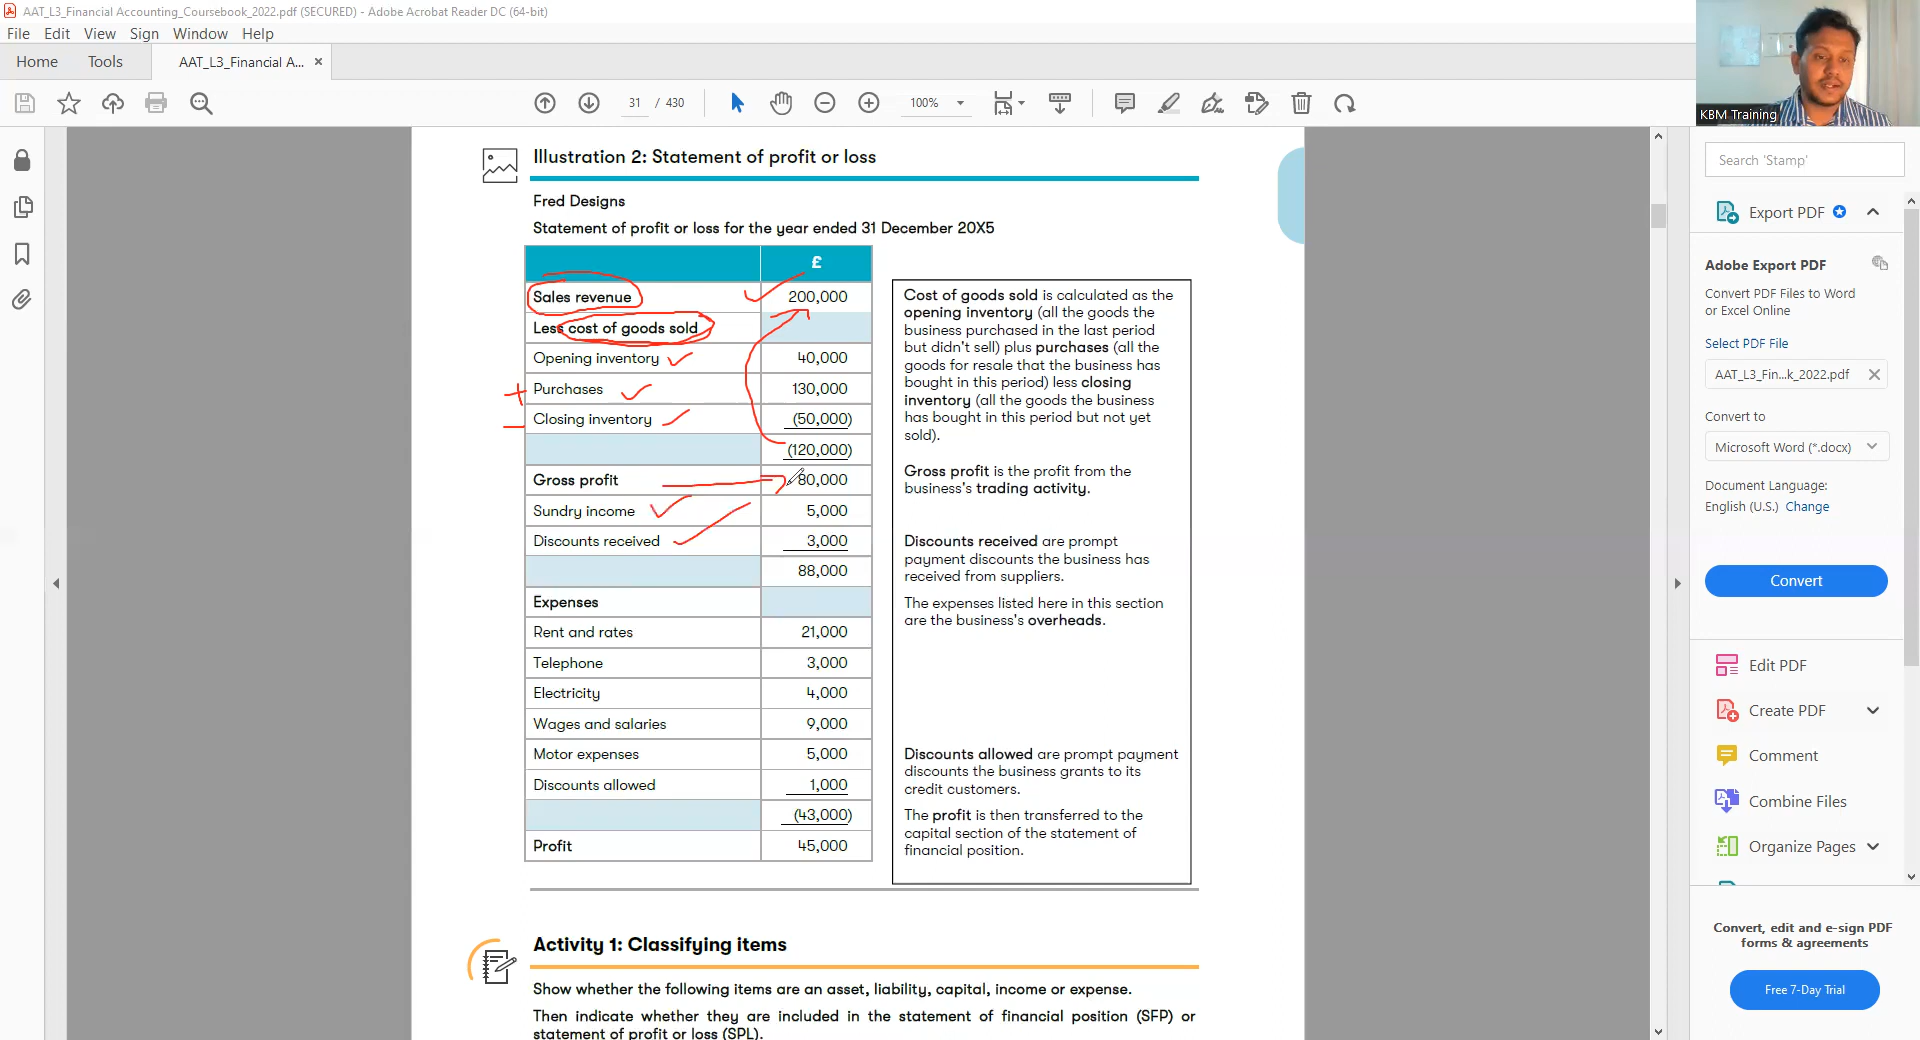 AAT_L3_Financial Accounting_Coursebook_2022.pdf (SECURED) - Adobe Acrobat Reader DC (64-bit)
File Edit View Sign Window Help
Home Tools AAT_L3_Financial A... ×
31 / 430 100%
KBM Training
Illustration 2: Statement of profit or loss
Fred Designs
Statement of profit or loss for the year ended 31 December 20X5
£
Sales revenue 200,000
Less cost of goods sold
Opening inventory 40,000
+ Purchases 130,000
– Closing inventory (50,000)
(120,000)
Gross profit 80,000
Sundry income 5,000
Discounts received 3,000
88,000
Expenses
Rent and rates 21,000
Telephone 3,000
Electricity 4,000
Wages and salaries 9,000
Motor expenses 5,000
Discounts allowed 1,000
(43,000)
Profit 45,000
Cost of goods sold is calculated as the
opening inventory (all the goods the
business purchased in the last period
but didn't sell) plus purchases (all the
goods for resale that the business has
bought in this period) less closing
inventory (all the goods the business
has bought in this period but not yet
sold).
Gross profit is the profit from the
business's trading activity.
Discounts received are prompt
payment discounts the business has
received from suppliers.
The expenses listed here in this section
are the business's overheads.
Discounts allowed are prompt payment
discounts the business grants to its
credit customers.
The profit is then transferred to the
capital section of the statement of
financial position.
Activity 1: Classifying items
Show whether the following items are an asset, liability, capital, income or expense.
Then indicate whether they are included in the statement of financial position (SFP) or
statement of profit or loss (SPL).
Search 'Stamp'
Export PDF
Adobe Export PDF
Convert PDF Files to Word
or Excel Online
Select PDF File
AAT_L3_Fin...k_2022.pdf ×
Convert to
Microsoft Word (*.docx)
Document Language:
English (U.S.) Change
Convert
Edit PDF
Create PDF
Comment
Combine Files
Organize Pages
Convert, edit and e-sign PDF
forms & agreements
Free 7-Day Trial